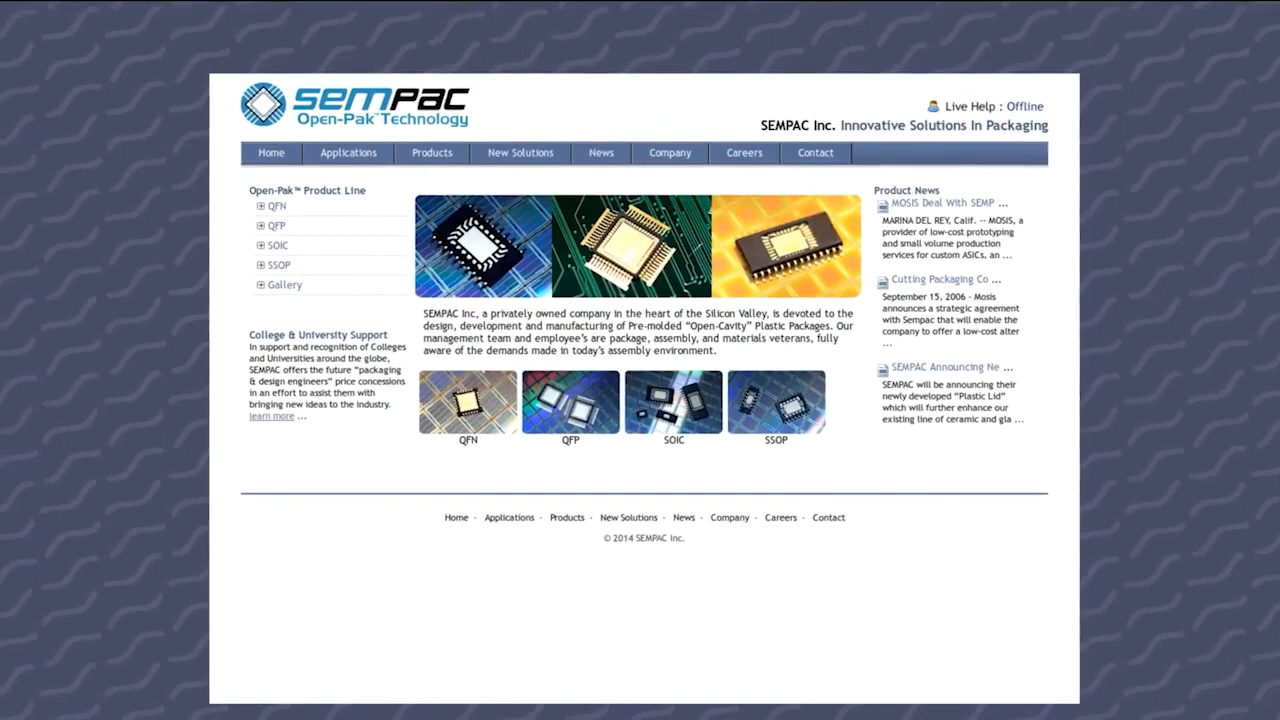 sempac
Open-Pak™ Technology
Live Help : Offline
SEMPAC Inc. Innovative Solutions In Packaging
Home
Applications
Products
New Solutions
News
Company
Careers
Contact
Open-Pak™ Product Line
QFN
QFP
SOIC
SSOP
Gallery
College & University Support
In support and recognition of Colleges
and Universities around the globe,
SEMPAC offers the future “packaging
& design engineers” price concessions
in an effort to assist them with
bringing new ideas to the industry.
learn more ...
SEMPAC Inc, a privately owned company in the heart of the Silicon Valley, is devoted to the
design, development and manufacturing of Pre-molded “Open-Cavity” Plastic Packages. Our
management team and employee’s are package, assembly, and materials veterans, fully
aware of the demands made in today’s assembly environment.
QFN
QFP
SOIC
SSOP
Product News
MOSIS Deal With SEMP ...
MARINA DEL REY, Calif. -- MOSIS, a
provider of low-cost prototyping
and small volume production
services for custom ASICs, an ...
Cutting Packaging Co ...
September 15, 2006 - Mosis
announces a strategic agreement
with Sempac that will enable the
company to offer a low-cost alter
...
SEMPAC Announcing Ne ...
SEMPAC will be announcing their
newly developed “Plastic Lid”
which will further enhance our
existing line of ceramic and gla ...
Home - Applications - Products - New Solutions - News - Company - Careers - Contact
© 2014 SEMPAC Inc.